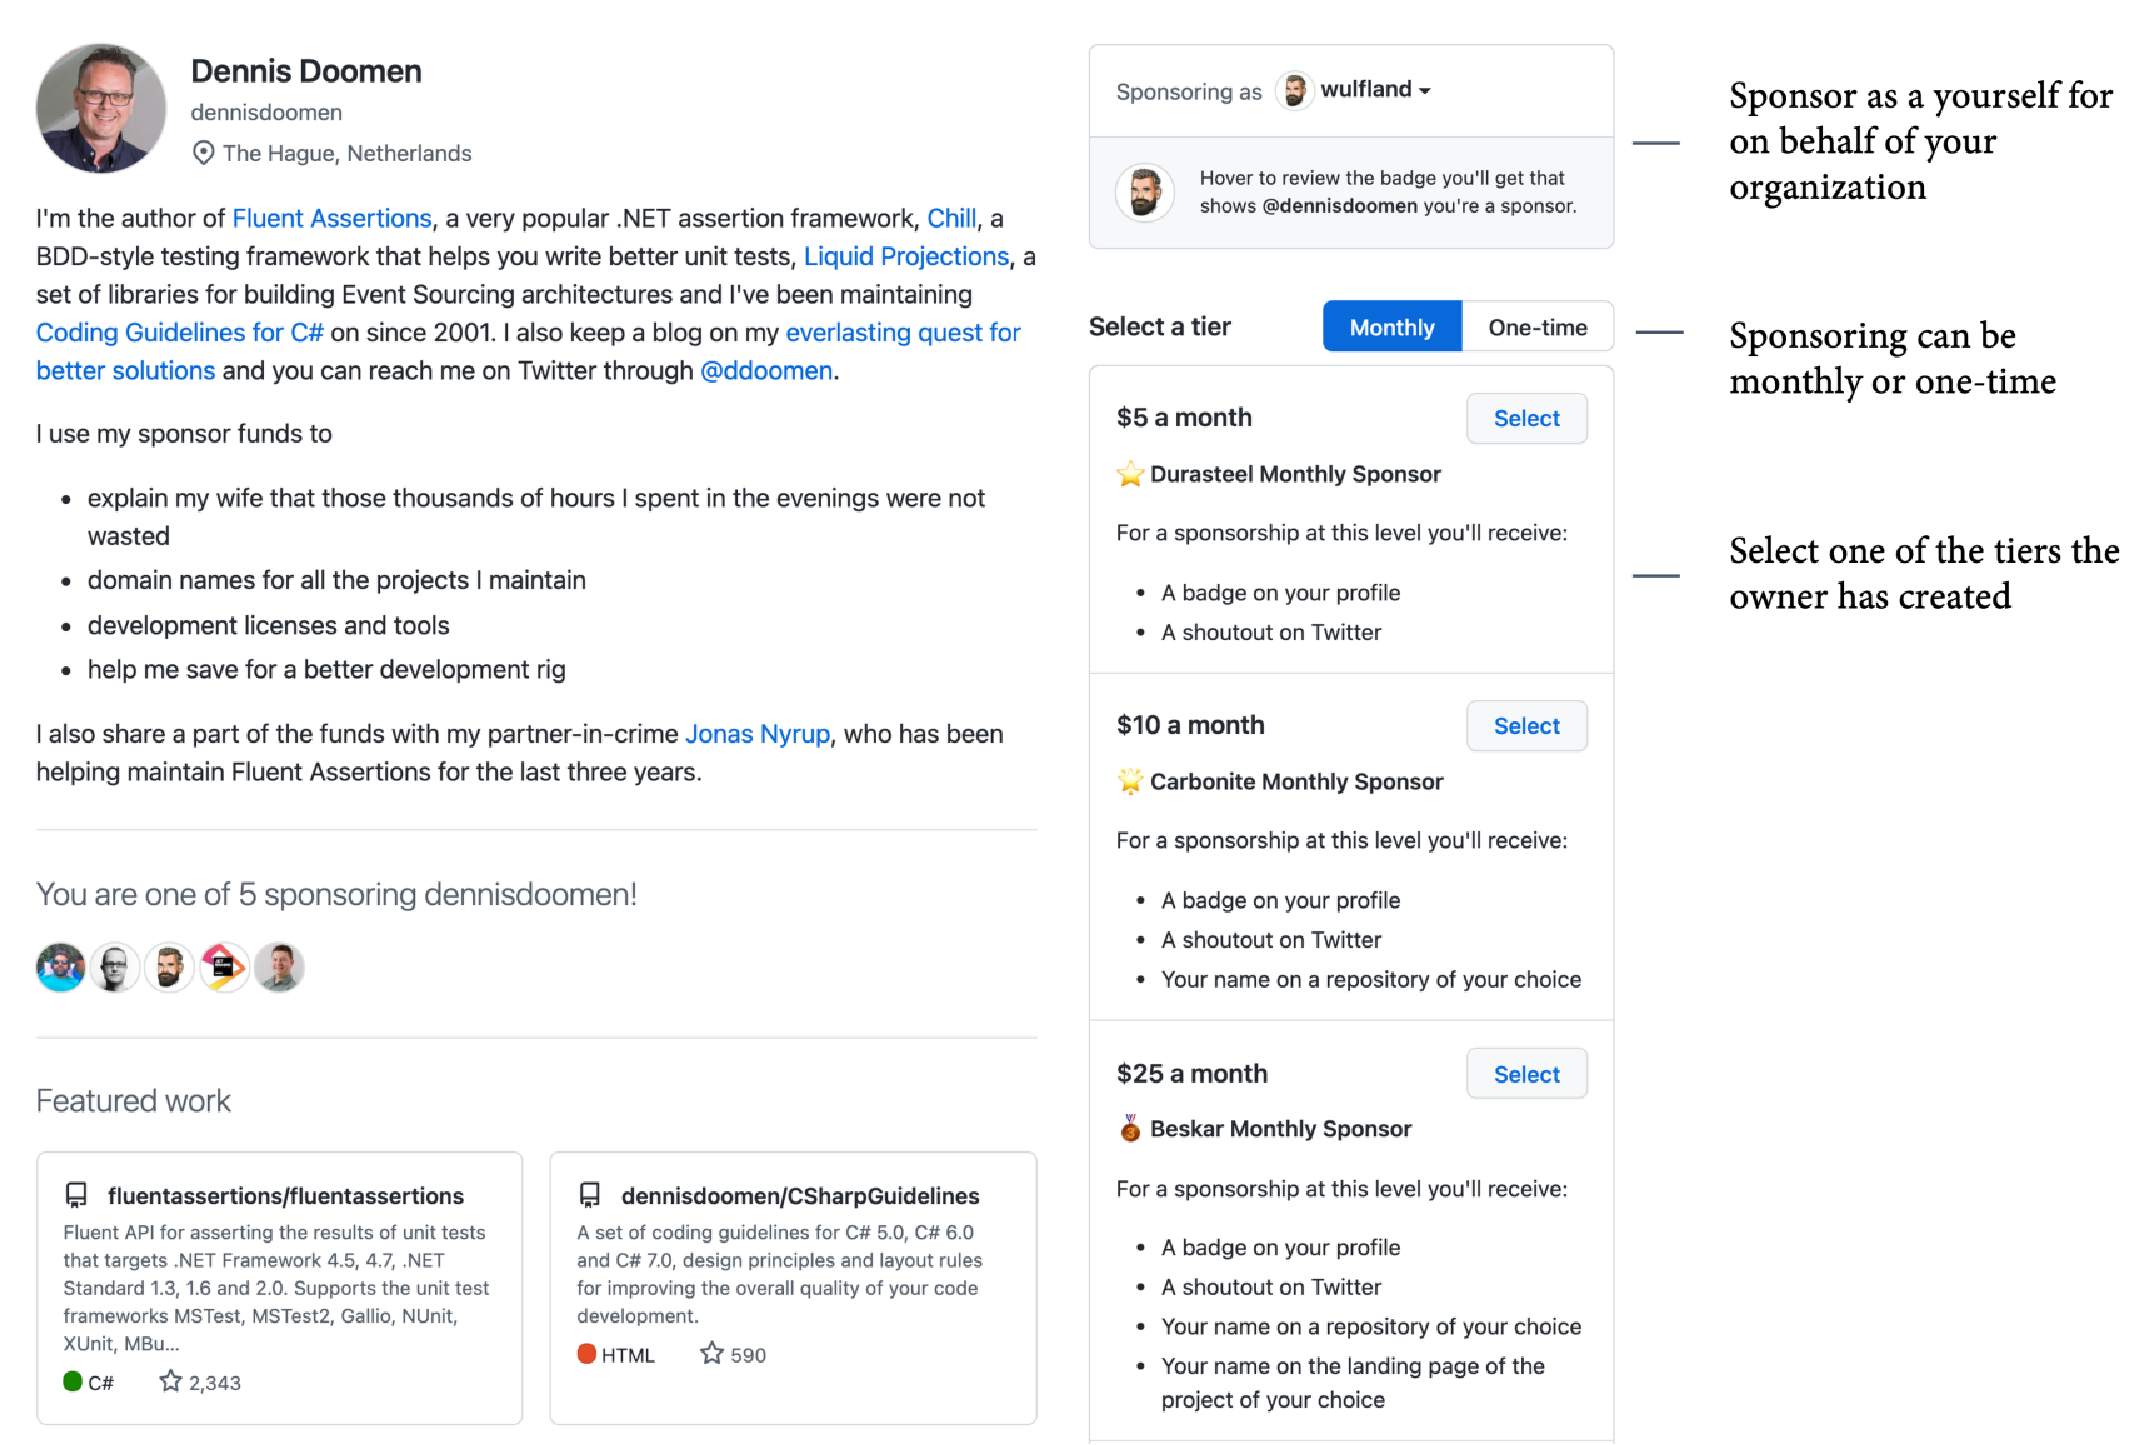 Dennis Doomen
dennisdoomen
The Hague, Netherlands
I'm the author of Fluent Assertions, a very popular .NET assertion framework, Chill, a
BDD-style testing framework that helps you write better unit tests, Liquid Projections, a
set of libraries for building Event Sourcing architectures and I've been maintaining
Coding Guidelines for C# on since 2001. I also keep a blog on my everlasting quest for
better solutions and you can reach me on Twitter through @ddoomen.
I use my sponsor funds to
• explain my wife that those thousands of hours I spent in the evenings were not
wasted
• domain names for all the projects I maintain
• development licenses and tools
• help me save for a better development rig
I also share a part of the funds with my partner-in-crime Jonas Nyrup, who has been
helping maintain Fluent Assertions for the last three years.
You are one of 5 sponsoring dennisdoomen!
Featured work
fluentassertions/fluentassertions
Fluent API for asserting the results of unit tests
that targets .NET Framework 4.5, 4.7, .NET
Standard 1.3, 1.6 and 2.0. Supports the unit test
frameworks MSTest, MSTest2, Gallio, NUnit,
XUnit, MBu...
C# 2,343
dennisdoomen/CSharpGuidelines
A set of coding guidelines for C# 5.0, C# 6.0
and C# 7.0, design principles and layout rules
for improving the overall quality of your code
development.
HTML 590
Sponsoring as wulfland
Hover to review the badge you'll get that
shows @dennisdoomen you're a sponsor.
Select a tier Monthly One-time
$5 a month Select
Durasteel Monthly Sponsor
For a sponsorship at this level you'll receive:
• A badge on your profile
• A shoutout on Twitter
$10 a month Select
Carbonite Monthly Sponsor
For a sponsorship at this level you'll receive:
• A badge on your profile
• A shoutout on Twitter
• Your name on a repository of your choice
$25 a month Select
Beskar Monthly Sponsor
For a sponsorship at this level you'll receive:
• A badge on your profile
• A shoutout on Twitter
• Your name on a repository of your choice
• Your name on the landing page of the
project of your choice
Sponsor as a yourself for
on behalf of your
organization
Sponsoring can be
monthly or one-time
Select one of the tiers the
owner has created